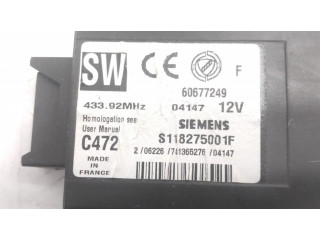 SW CE F
60677249
433.92MHz 04147 12V
Homologation see
User Manual SIEMENS
C472 S118275001F
MADE IN FRANCE 2 /06226 /741365276 /04147